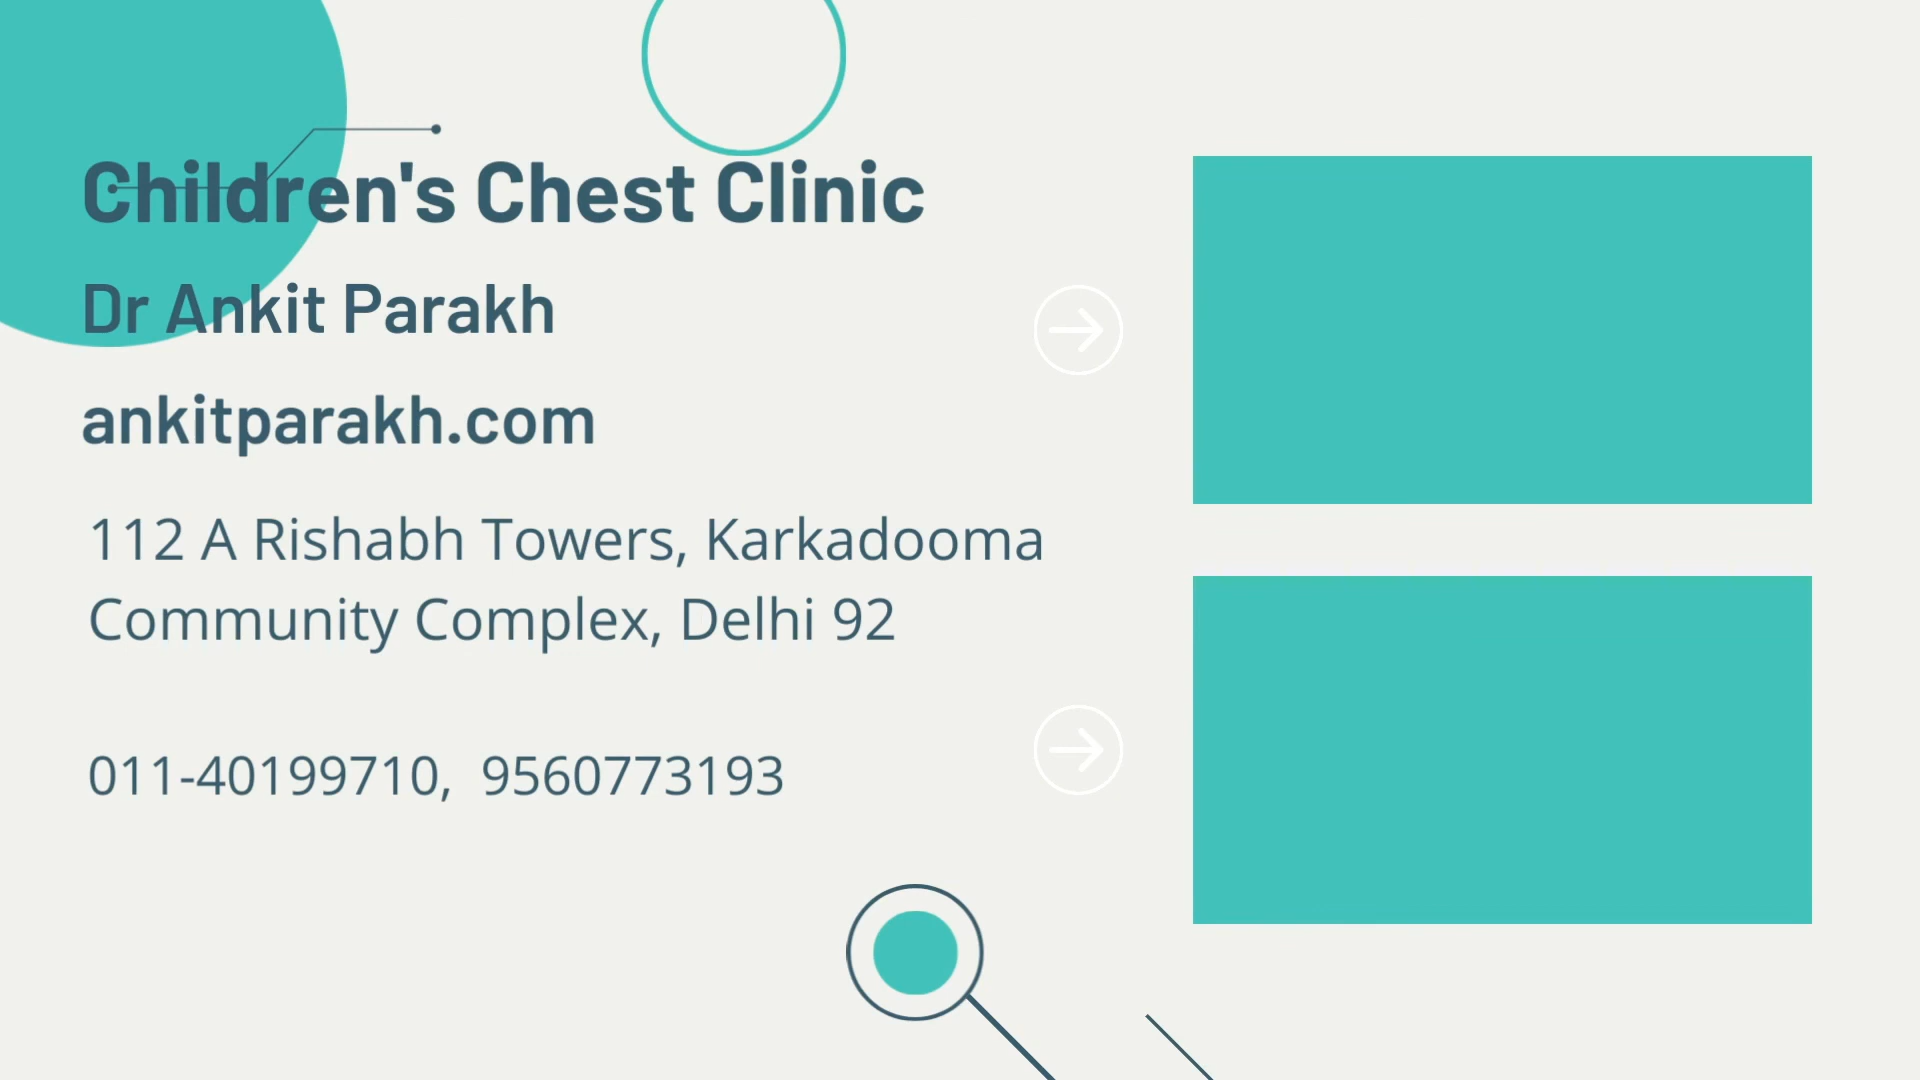 Children's Chest Clinic
Dr Ankit Parakh
ankitparakh.com
112 A Rishabh Towers, Karkadooma
Community Complex, Delhi 92
011-40199710,  9560773193